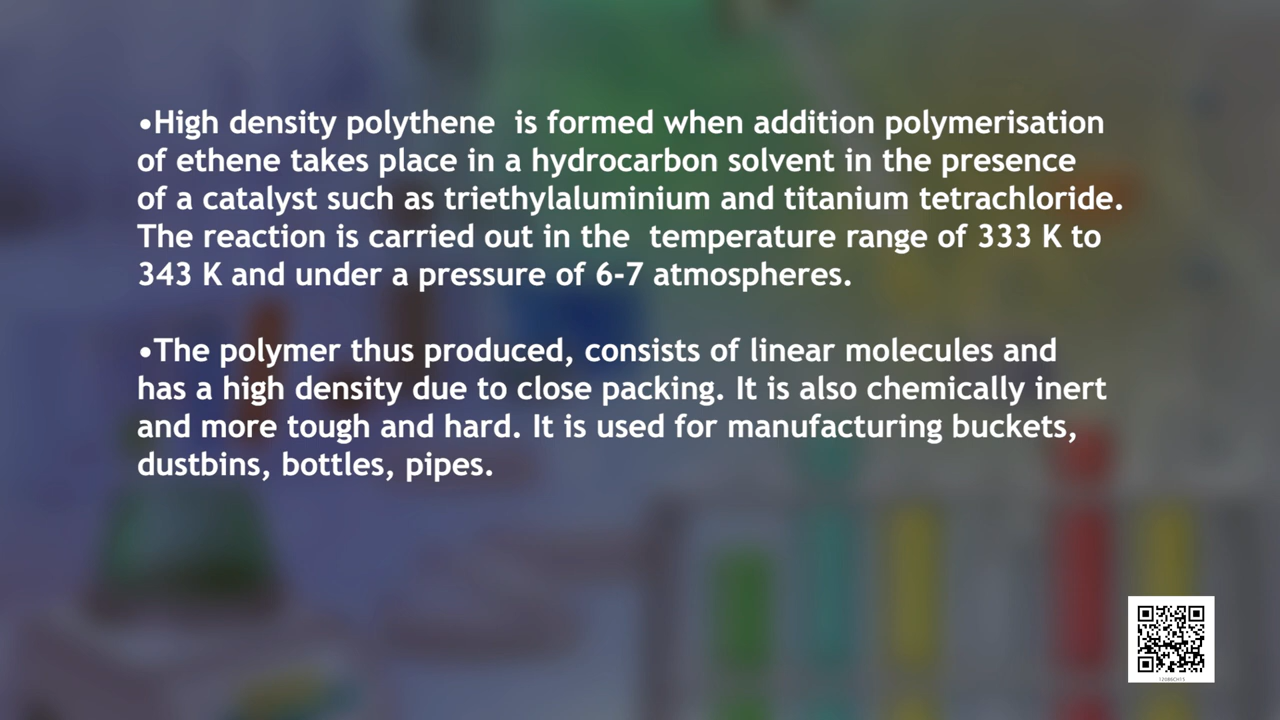 •High density polythene  is formed when addition polymerisation
of ethene takes place in a hydrocarbon solvent in the presence
of a catalyst such as triethylaluminium and titanium tetrachloride.
The reaction is carried out in the  temperature range of 333 K to
343 K and under a pressure of 6-7 atmospheres.
•The polymer thus produced, consists of linear molecules and
has a high density due to close packing. It is also chemically inert
and more tough and hard. It is used for manufacturing buckets,
dustbins, bottles, pipes.